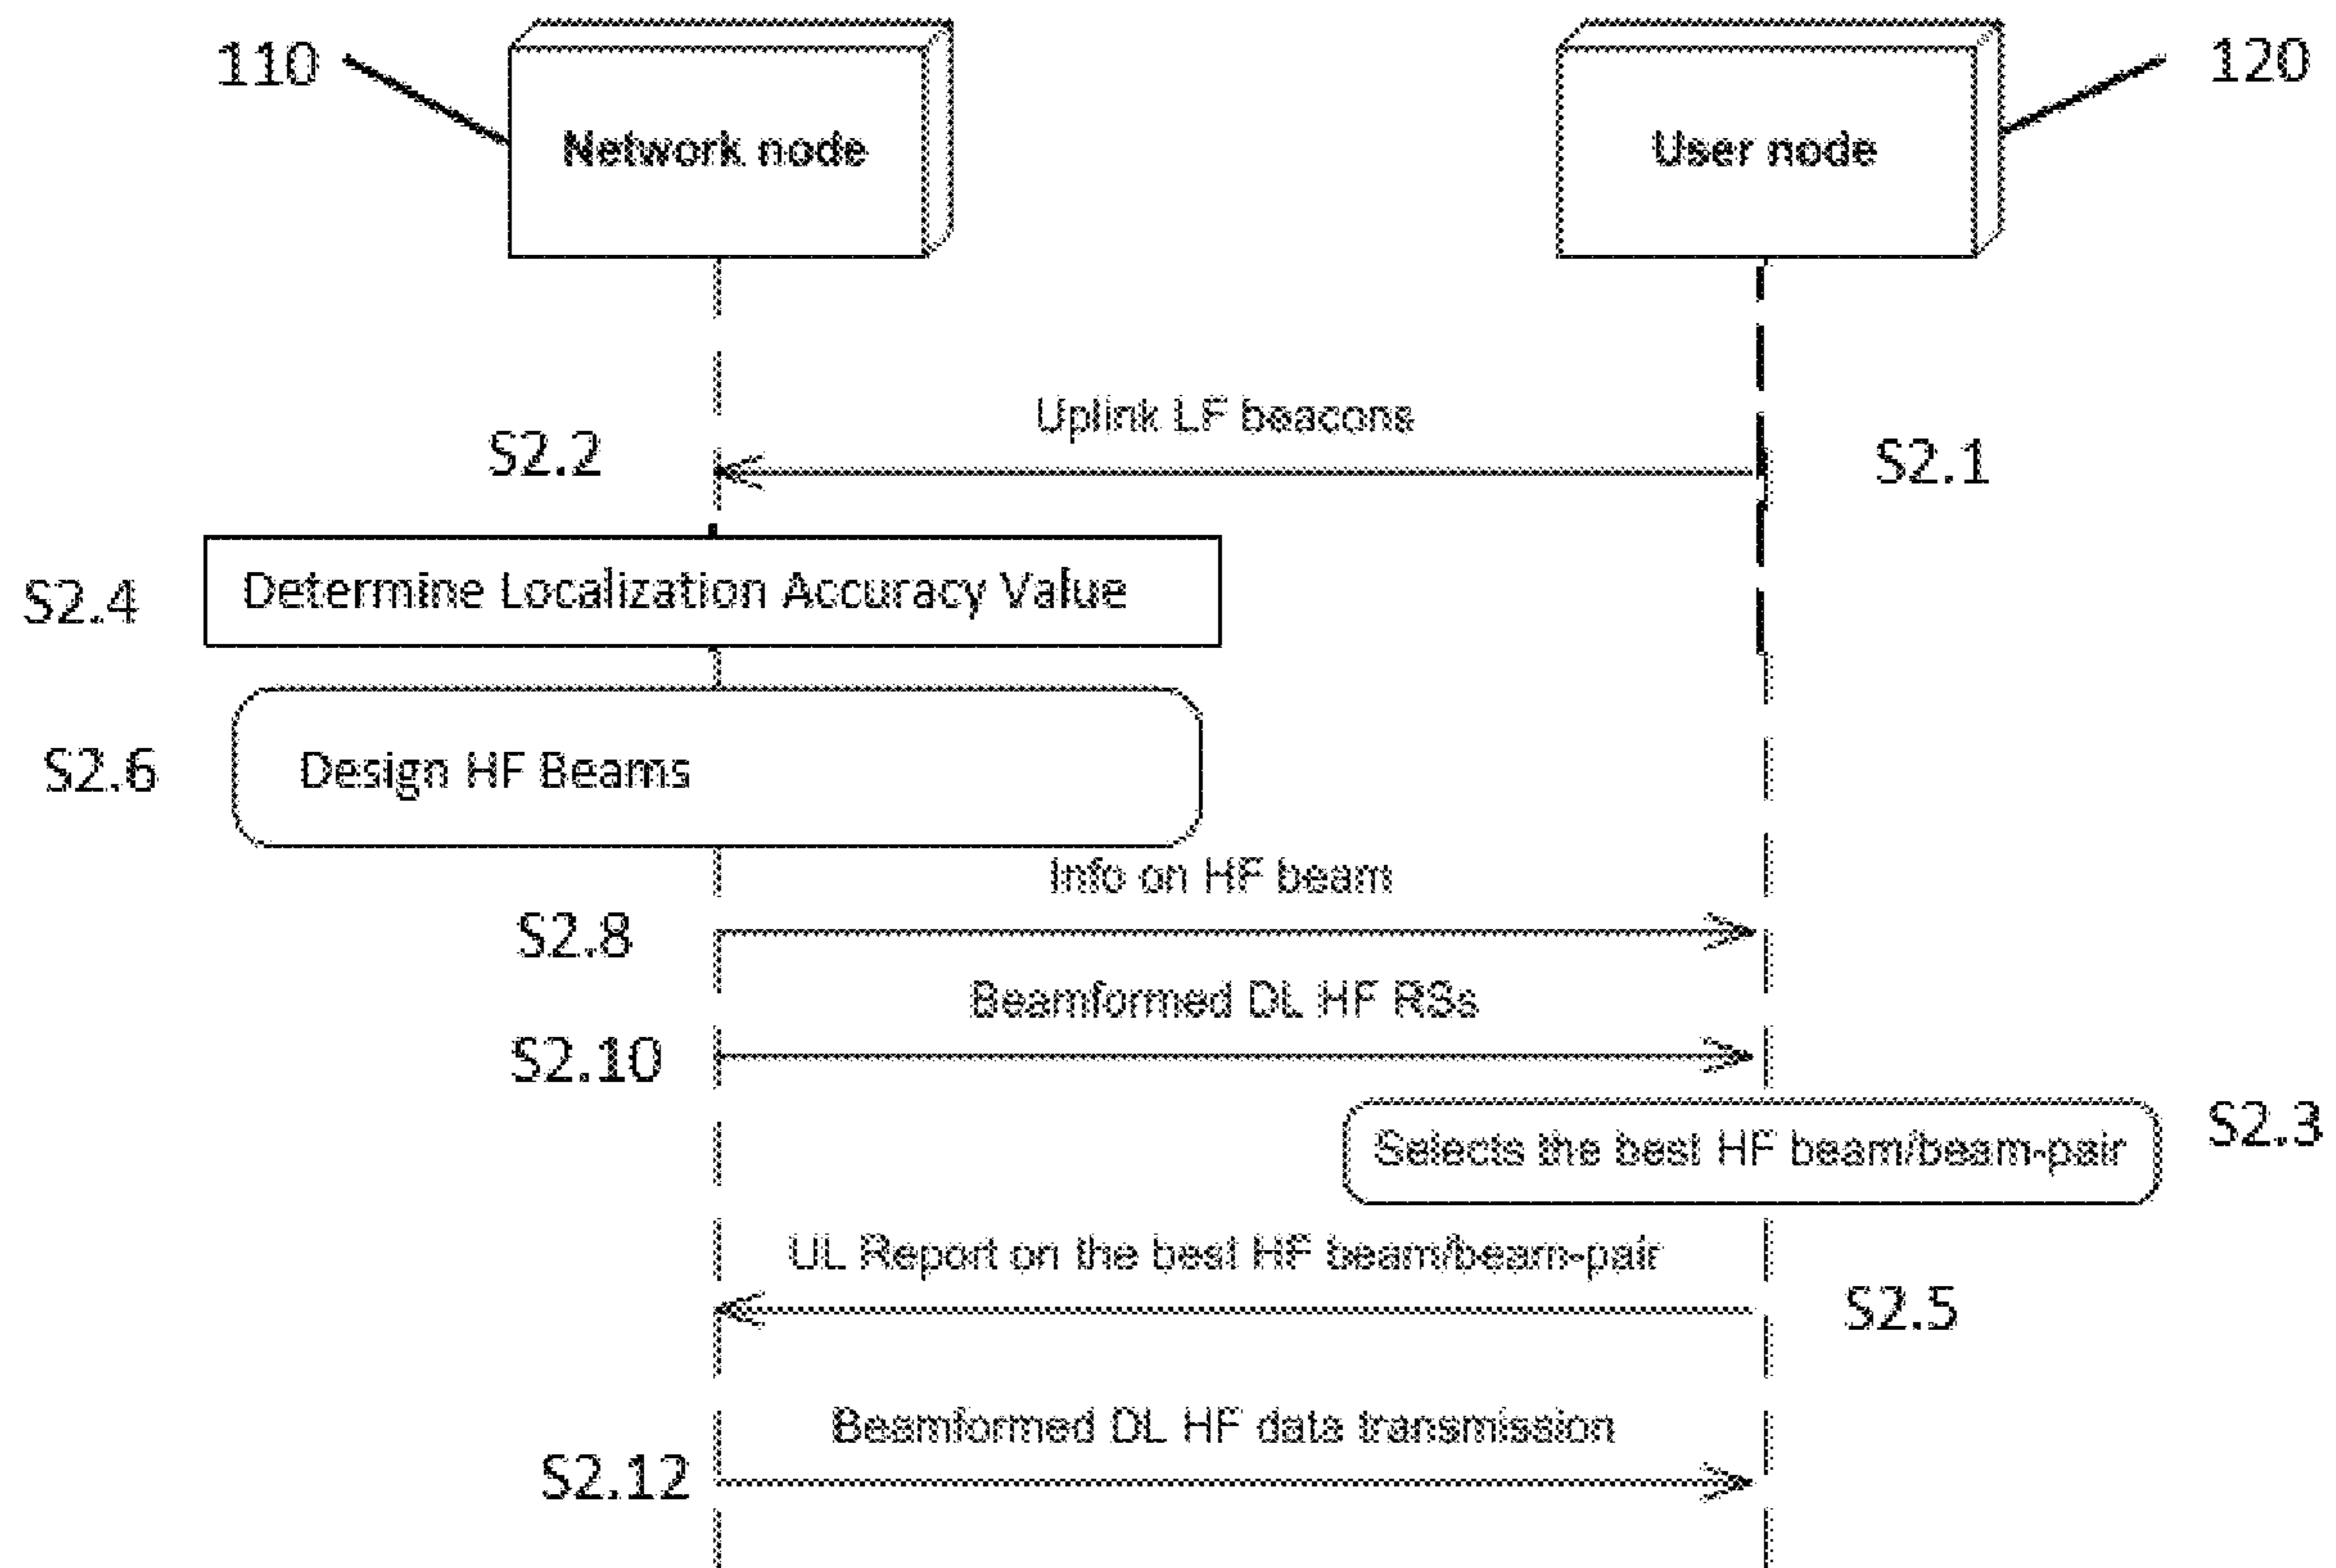 110
Network node
User node
120
Uplink LF beacons
S2.2
S2.1
Determine Localization Accuracy Value
S2.4
Design HF Beams
S2.6
Info on HF beam
S2.8
Beamformed DL HF RSs
S2.10
Selects the best HF beam/beam-pair
S2.3
UL Report on the best HF beam/beam-pair
S2.5
Beamformed DL HF data transmission
S2.12